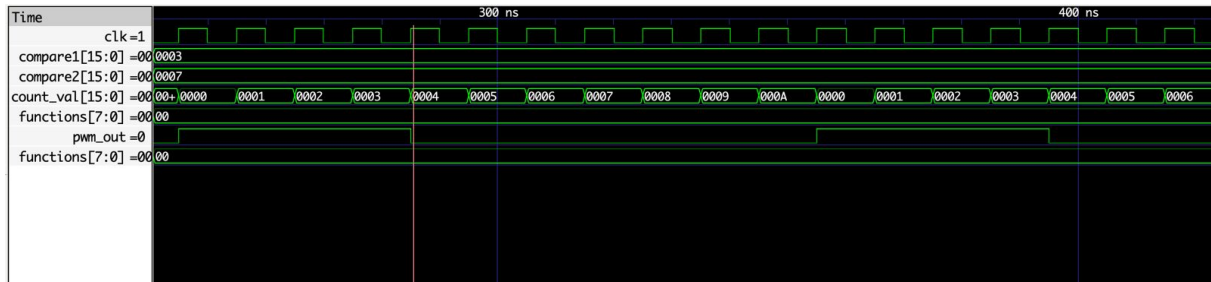 Time 300 ns 400 ns
clk=1
compare1[15:0] =00 0003
compare2[15:0] =00 0007
count_val[15:0] =00 00+ 0000 0001 0002 0003 0004 0005 0006 0007 0008 0009 000A 0000 0001 0002 0003 0004 0005 0006
functions[7:0] =00 00
pwm_out=0
functions[7:0] =00 00